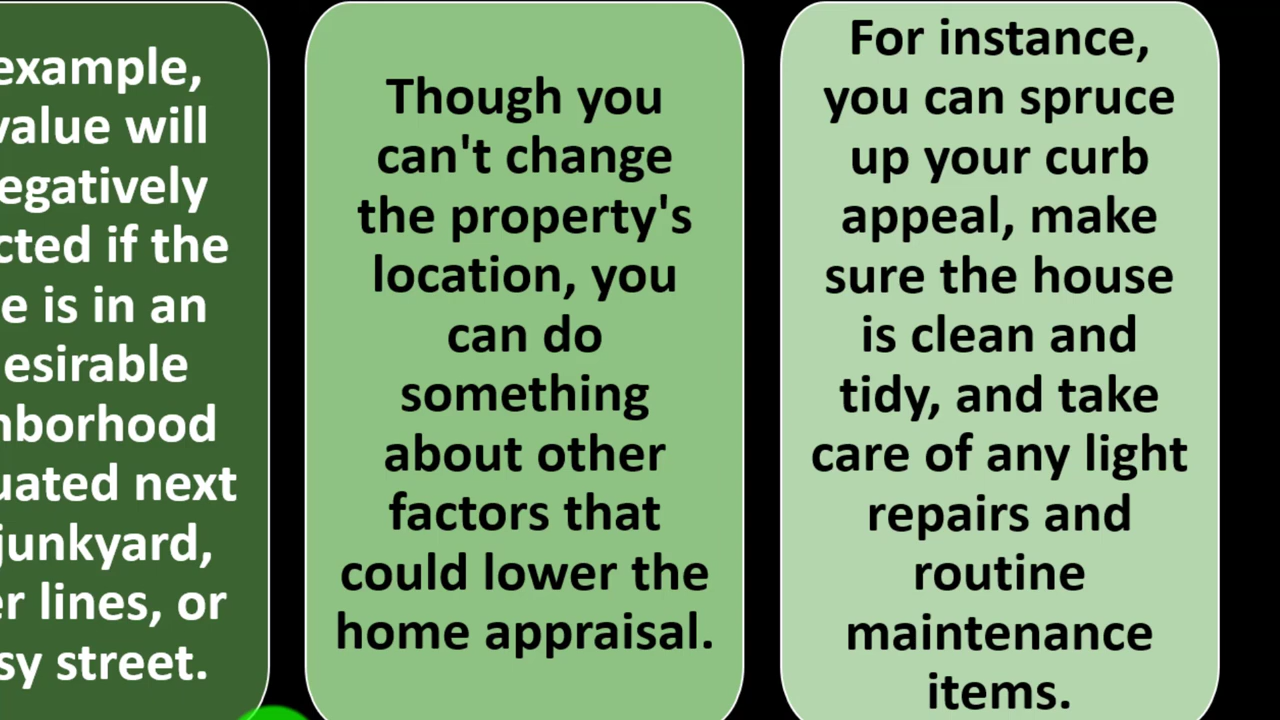 example,
value will
egatively
cted if the
e is in an
esirable
nborhood
uated next
junkyard,
er lines, or
sy street.
Though you
can't change
the property's
location, you
can do
something
about other
factors that
could lower the
home appraisal.
For instance,
you can spruce
up your curb
appeal, make
sure the house
is clean and
tidy, and take
care of any light
repairs and
routine
maintenance
items.